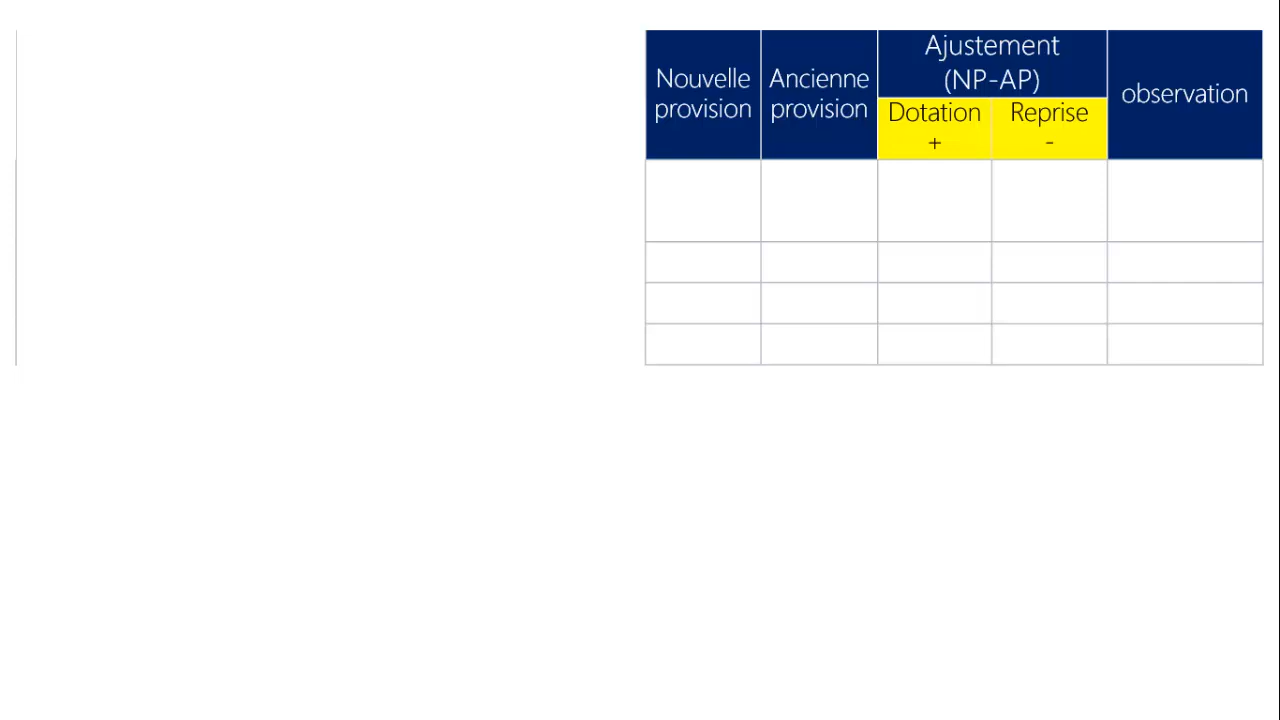 Nouvelle
provision
Ancienne
provision
Ajustement
(NP-AP)
Dotation
+
Reprise
-
observation